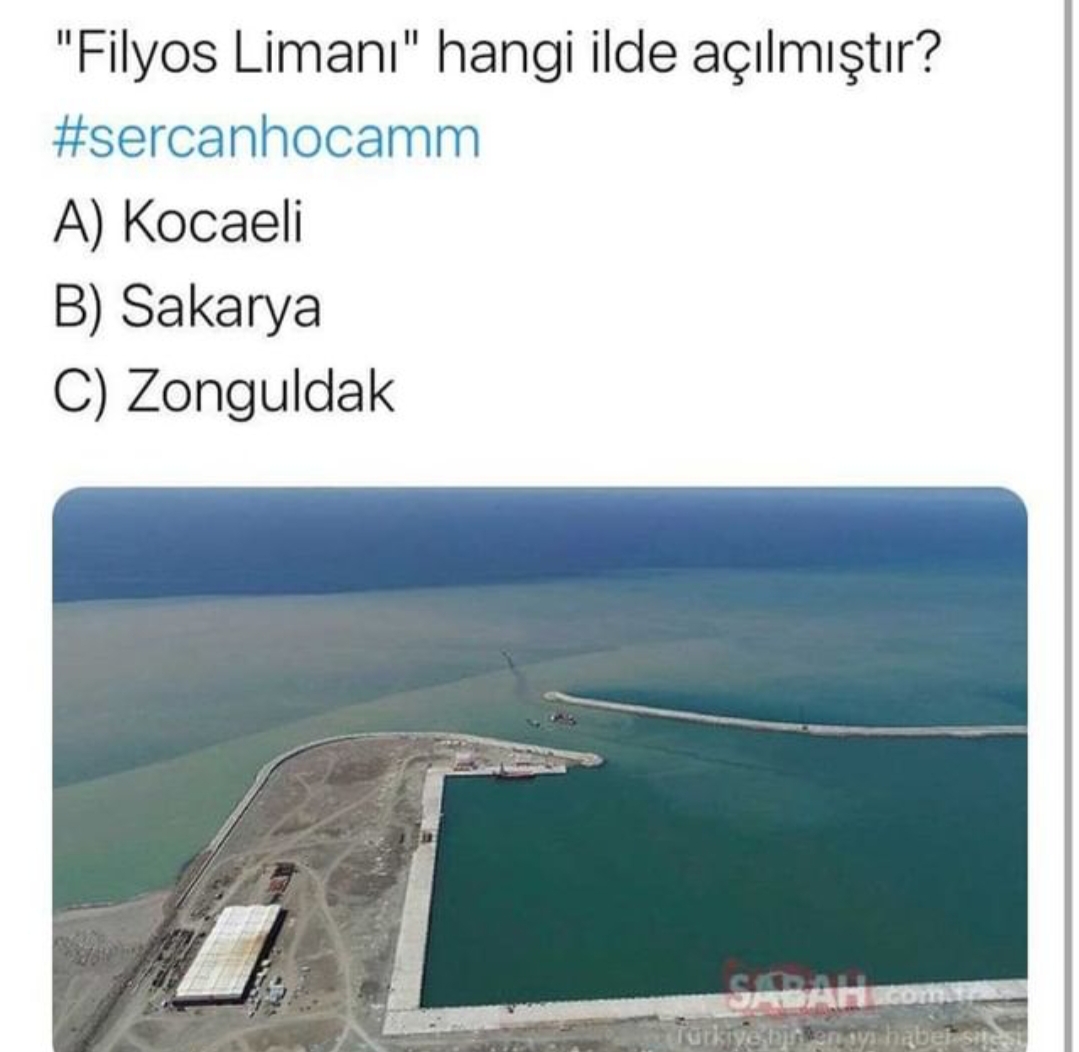 "Filyos Limanı" hangi ilde açılmıştır?
#sercanhocamm
A) Kocaeli
B) Sakarya
C) Zonguldak
SABAH.com.tr
Türkiye'nin en iyi haber sitesi